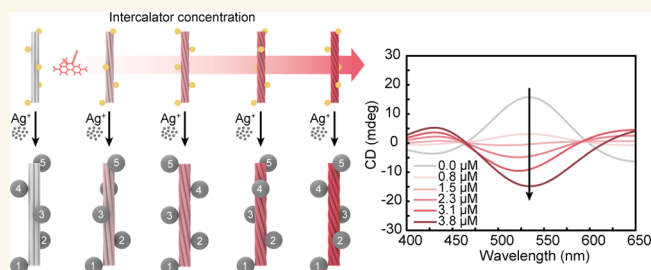 Intercalator concentration
Ag⁺ Ag⁺ Ag⁺ Ag⁺ Ag⁺
5 5 5 5 5
4 4 4 4
3 3 3 3 3
2 2 2 2 2
1 1 1 1 1
CD (mdeg)
30
20
10
0
-10
-20
-30
0.0 µM
0.8 µM
1.5 µM
2.3 µM
3.1 µM
3.8 µM
400 450 500 550 600 650
Wavelength (nm)